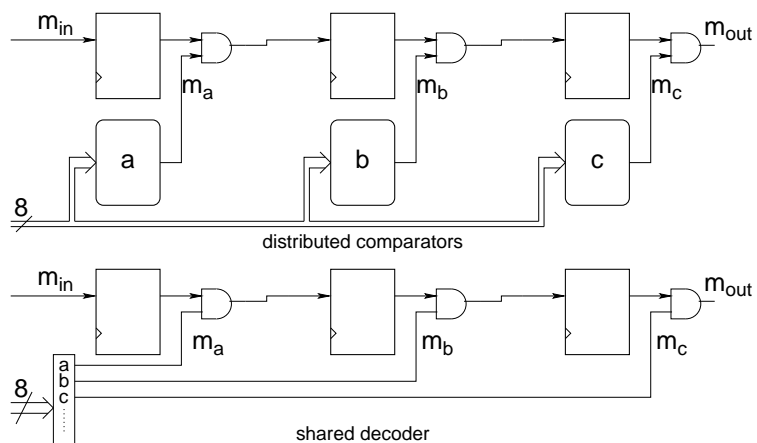 m_in m_out
m_a m_b m_c
a b c
8
distributed comparators
m_in m_out
m_a m_b m_c
a
b
c
8
shared decoder